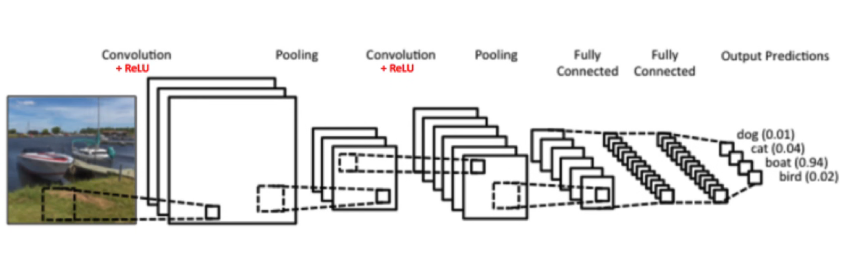 Convolution
+ ReLU
Pooling
Convolution
+ ReLU
Pooling
Fully
Connected
Fully
Connected
Output Predictions
dog (0.01)
cat (0.04)
boat (0.94)
bird (0.02)